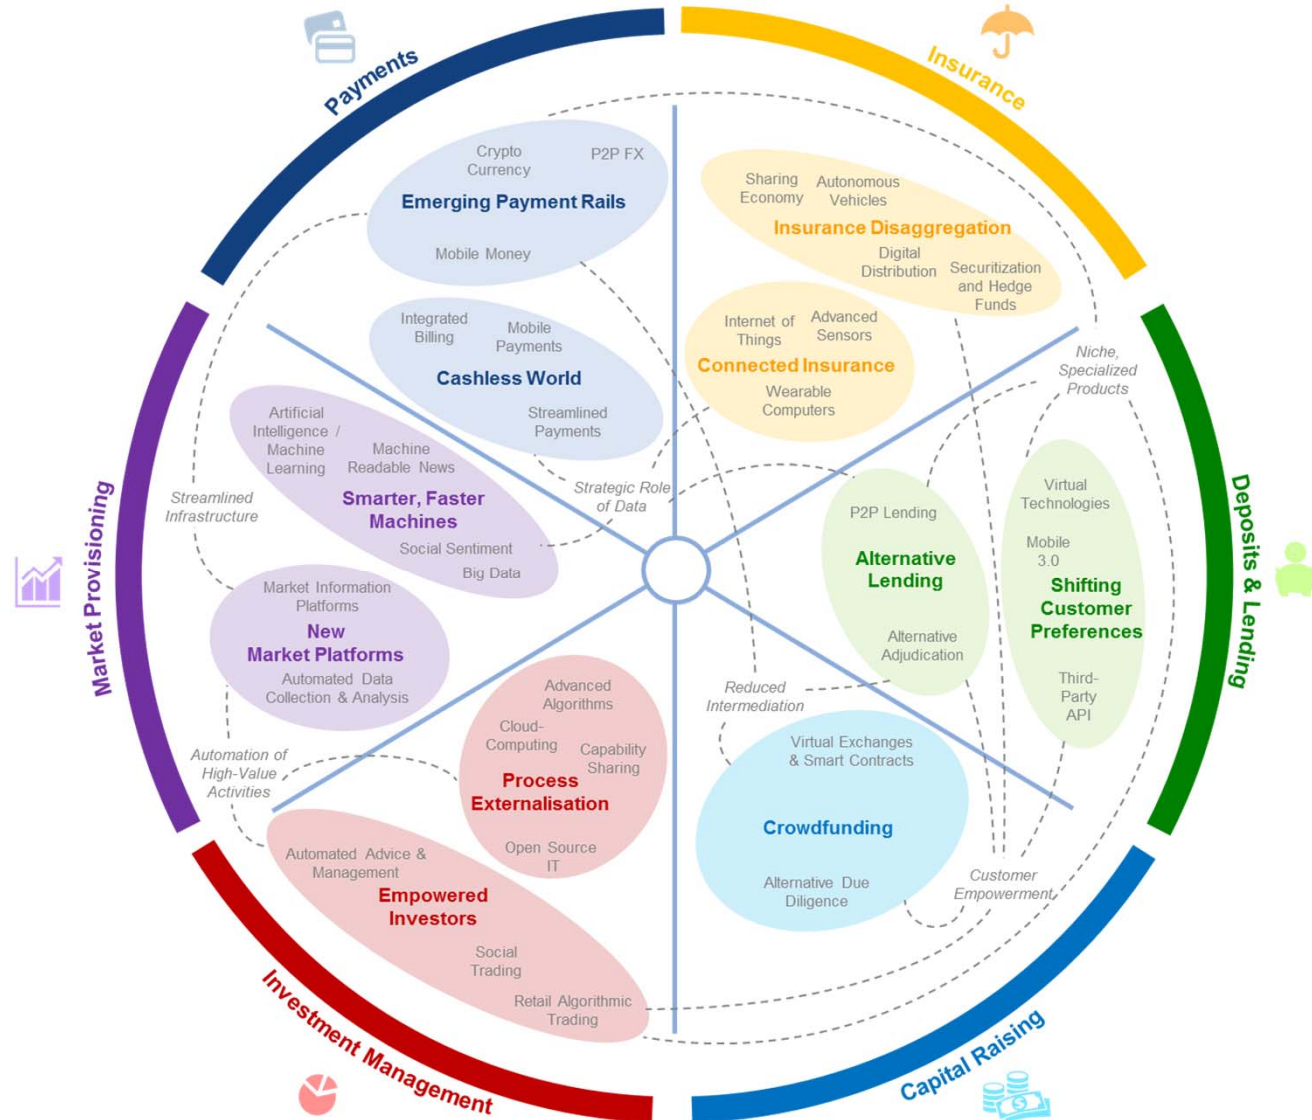 Payments
Insurance
Crypto
Currency
P2P FX
Emerging Payment Rails
Mobile Money
Sharing
Economy
Autonomous
Vehicles
Insurance Disaggregation
Digital
Distribution
Securitization
and Hedge
Funds
Integrated
Billing
Mobile
Payments
Cashless World
Streamlined
Payments
Internet of
Things
Advanced
Sensors
Connected Insurance
Wearable
Computers
Niche,
Specialized
Products
Artificial
Intelligence /
Machine
Learning
Machine
Readable News
Smarter, Faster
Machines
Social Sentiment
Big Data
Streamlined
Infrastructure
Strategic Role
of Data
Market Provisioning
Market Information
Platforms
New
Market Platforms
Automated Data
Collection & Analysis
P2P Lending
Alternative
Lending
Alternative
Adjudication
Virtual
Technologies
Mobile
3.0
Shifting
Customer
Preferences
Third-
Party
API
Deposits & Lending
Automation of
High-Value
Activities
Advanced
Algorithms
Cloud-
Computing
Capability
Sharing
Process
Externalisation
Open Source
IT
Reduced
Intermediation
Virtual Exchanges
& Smart Contracts
Crowdfunding
Alternative Due
Diligence
Customer
Empowerment
Automated Advice &
Management
Empowered
Investors
Social
Trading
Retail Algorithmic
Trading
Investment Management
Capital Raising